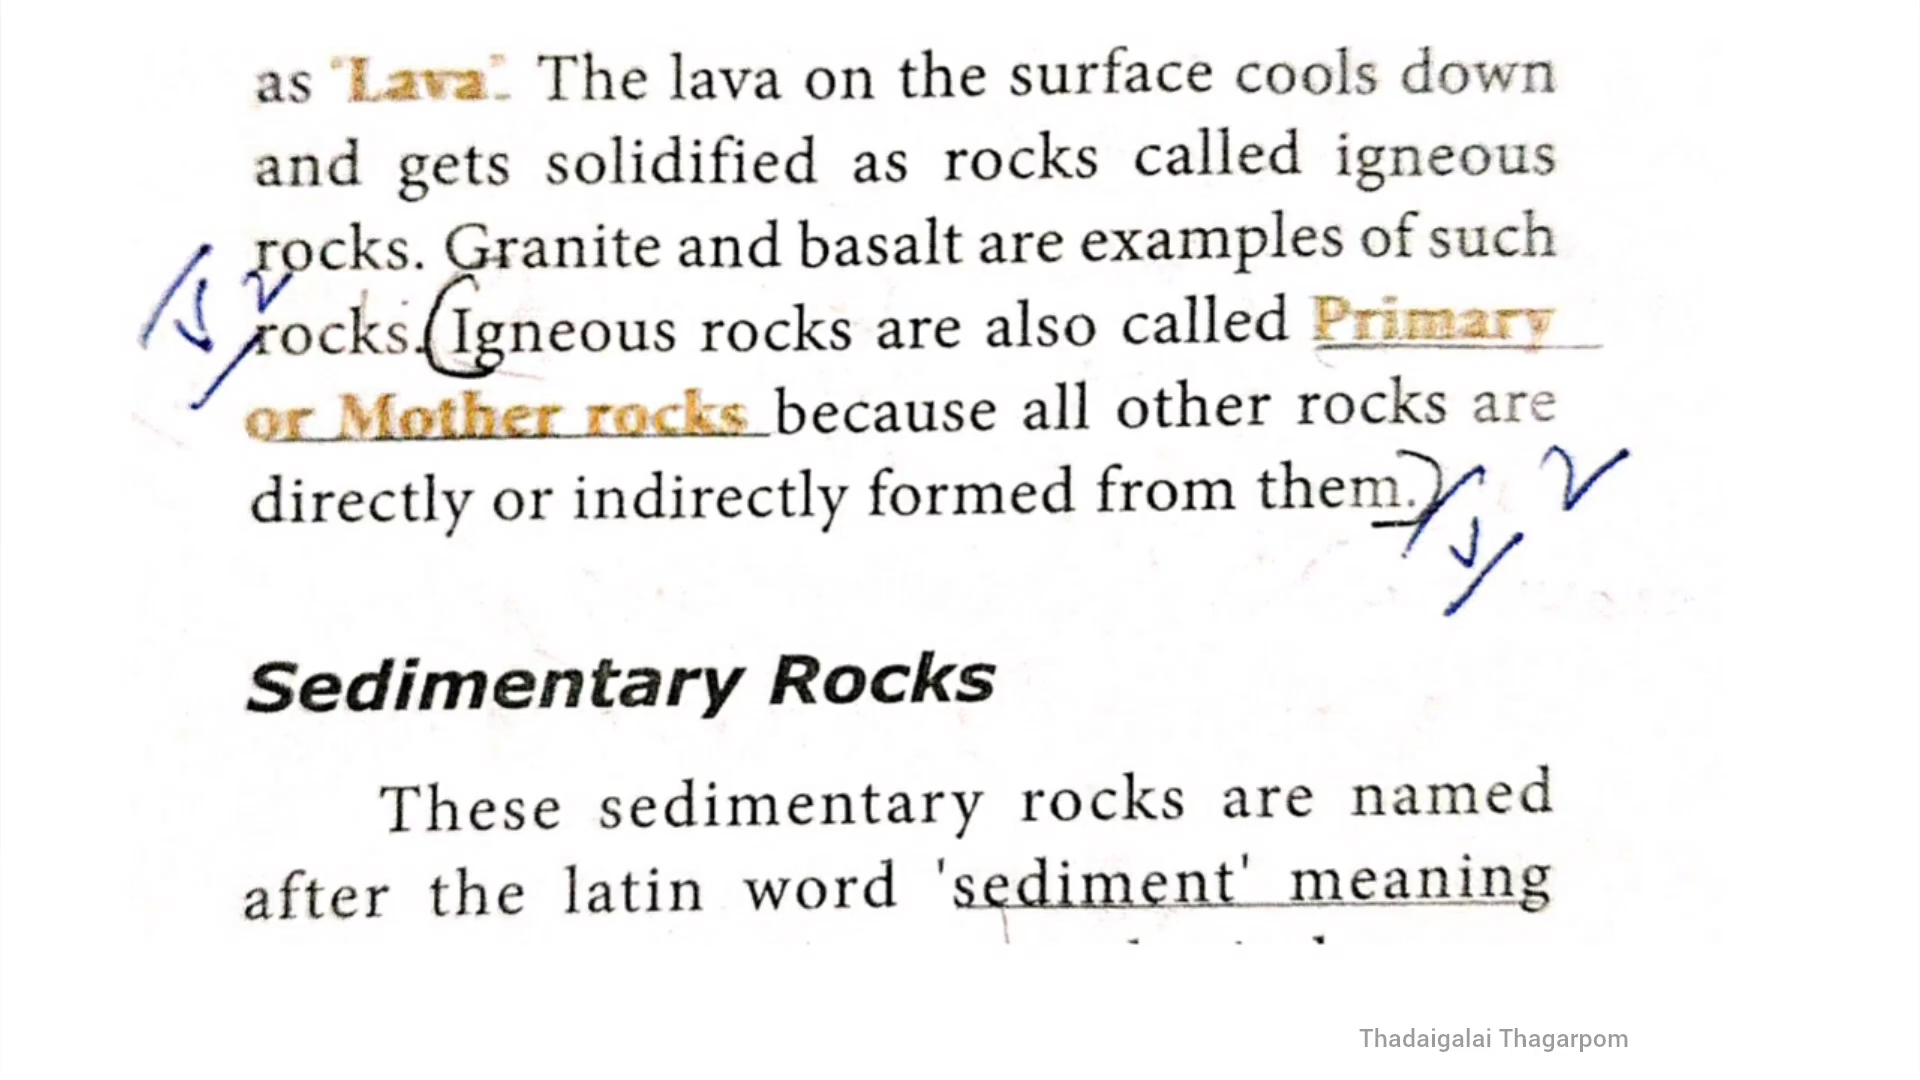 as "Lava". The lava on the surface cools down
and gets solidified as rocks called igneous
rocks. Granite and basalt are examples of such
rocks. Igneous rocks are also called Primary
or Mother rocks because all other rocks are
directly or indirectly formed from them.
Sedimentary Rocks
These sedimentary rocks are named
after the latin word 'sediment' meaning
Thadaigalai Thagarpom